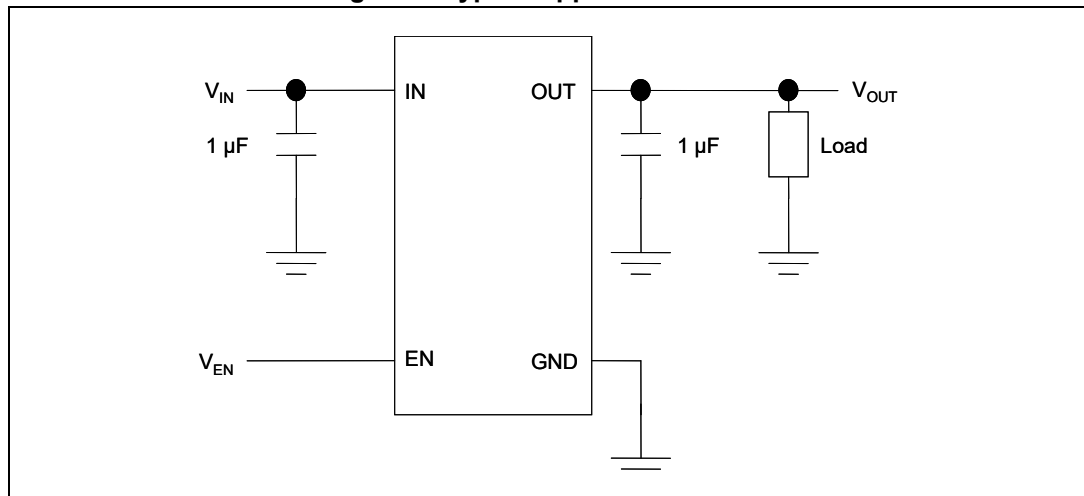 V_IN
IN
OUT
V_OUT
1 µF
1 µF
Load
V_EN
EN
GND